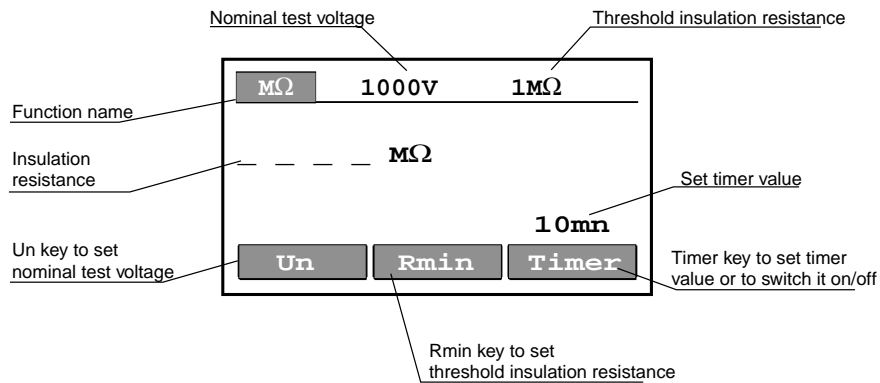 Nominal test voltage
Threshold insulation resistance
MΩ 1000V 1MΩ
Function name
Insulation
resistance
_ _ _ _ MΩ
Set timer value
10mn
Un key to set
nominal test voltage
Un Rmin Timer
Timer key to set timer
value or to switch it on/off
Rmin key to set
threshold insulation resistance